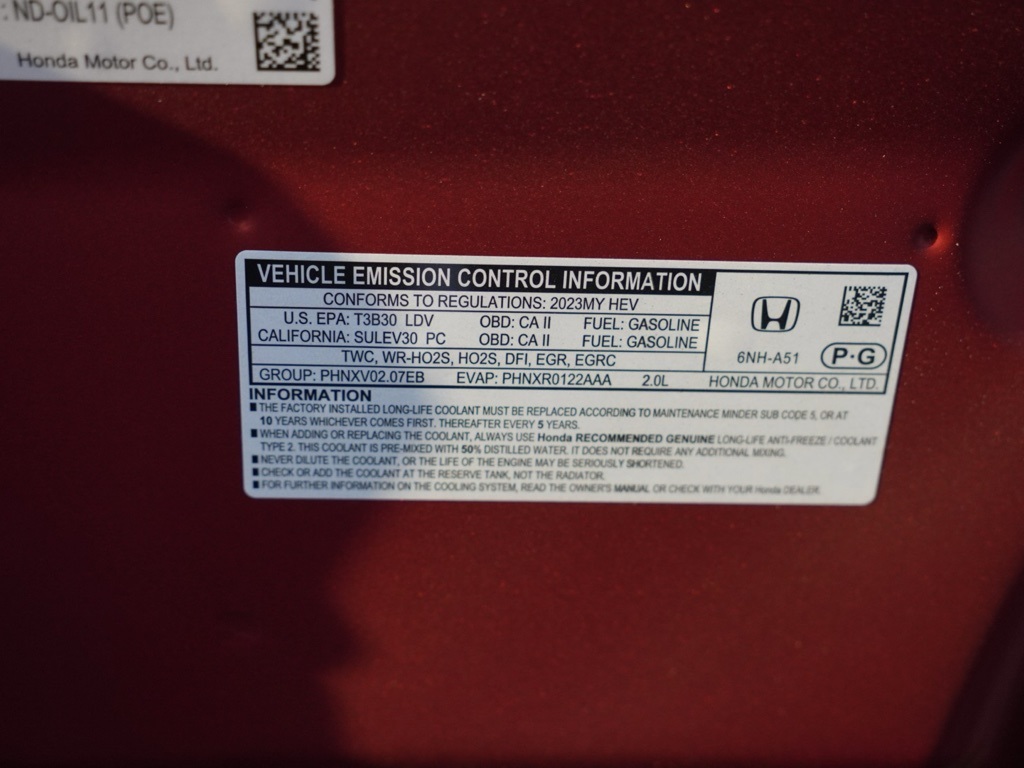 : ND-OIL11 (POE)
Honda Motor Co., Ltd.
VEHICLE EMISSION CONTROL INFORMATION
CONFORMS TO REGULATIONS: 2023MY HEV
U.S. EPA: T3B30 LDV OBD: CA II FUEL: GASOLINE
CALIFORNIA: SULEV30 PC OBD: CA II FUEL: GASOLINE
TWC, WR-HO2S, HO2S, DFI, EGR, EGRC
6NH-A51 P·G
GROUP: PHNXV02.07EB EVAP: PHNXR0122AAA 2.0L HONDA MOTOR CO., LTD.
INFORMATION
■ THE FACTORY INSTALLED LONG-LIFE COOLANT MUST BE REPLACED ACCORDING TO MAINTENANCE MINDER SUB CODE 5, OR AT
10 YEARS WHICHEVER COMES FIRST. THEREAFTER EVERY 5 YEARS.
■ WHEN ADDING OR REPLACING THE COOLANT, ALWAYS USE Honda RECOMMENDED GENUINE LONG-LIFE ANTI-FREEZE / COOLANT
TYPE 2. THIS COOLANT IS PRE-MIXED WITH 50% DISTILLED WATER. IT DOES NOT REQUIRE ANY ADDITIONAL MIXING.
■ NEVER DILUTE THE COOLANT, OR THE LIFE OF THE ENGINE MAY BE SERIOUSLY SHORTENED.
■ CHECK OR ADD THE COOLANT AT THE RESERVE TANK, NOT THE RADIATOR.
■ FOR FURTHER INFORMATION ON THE COOLING SYSTEM, READ THE OWNER'S MANUAL OR CHECK WITH YOUR Honda DEALER.